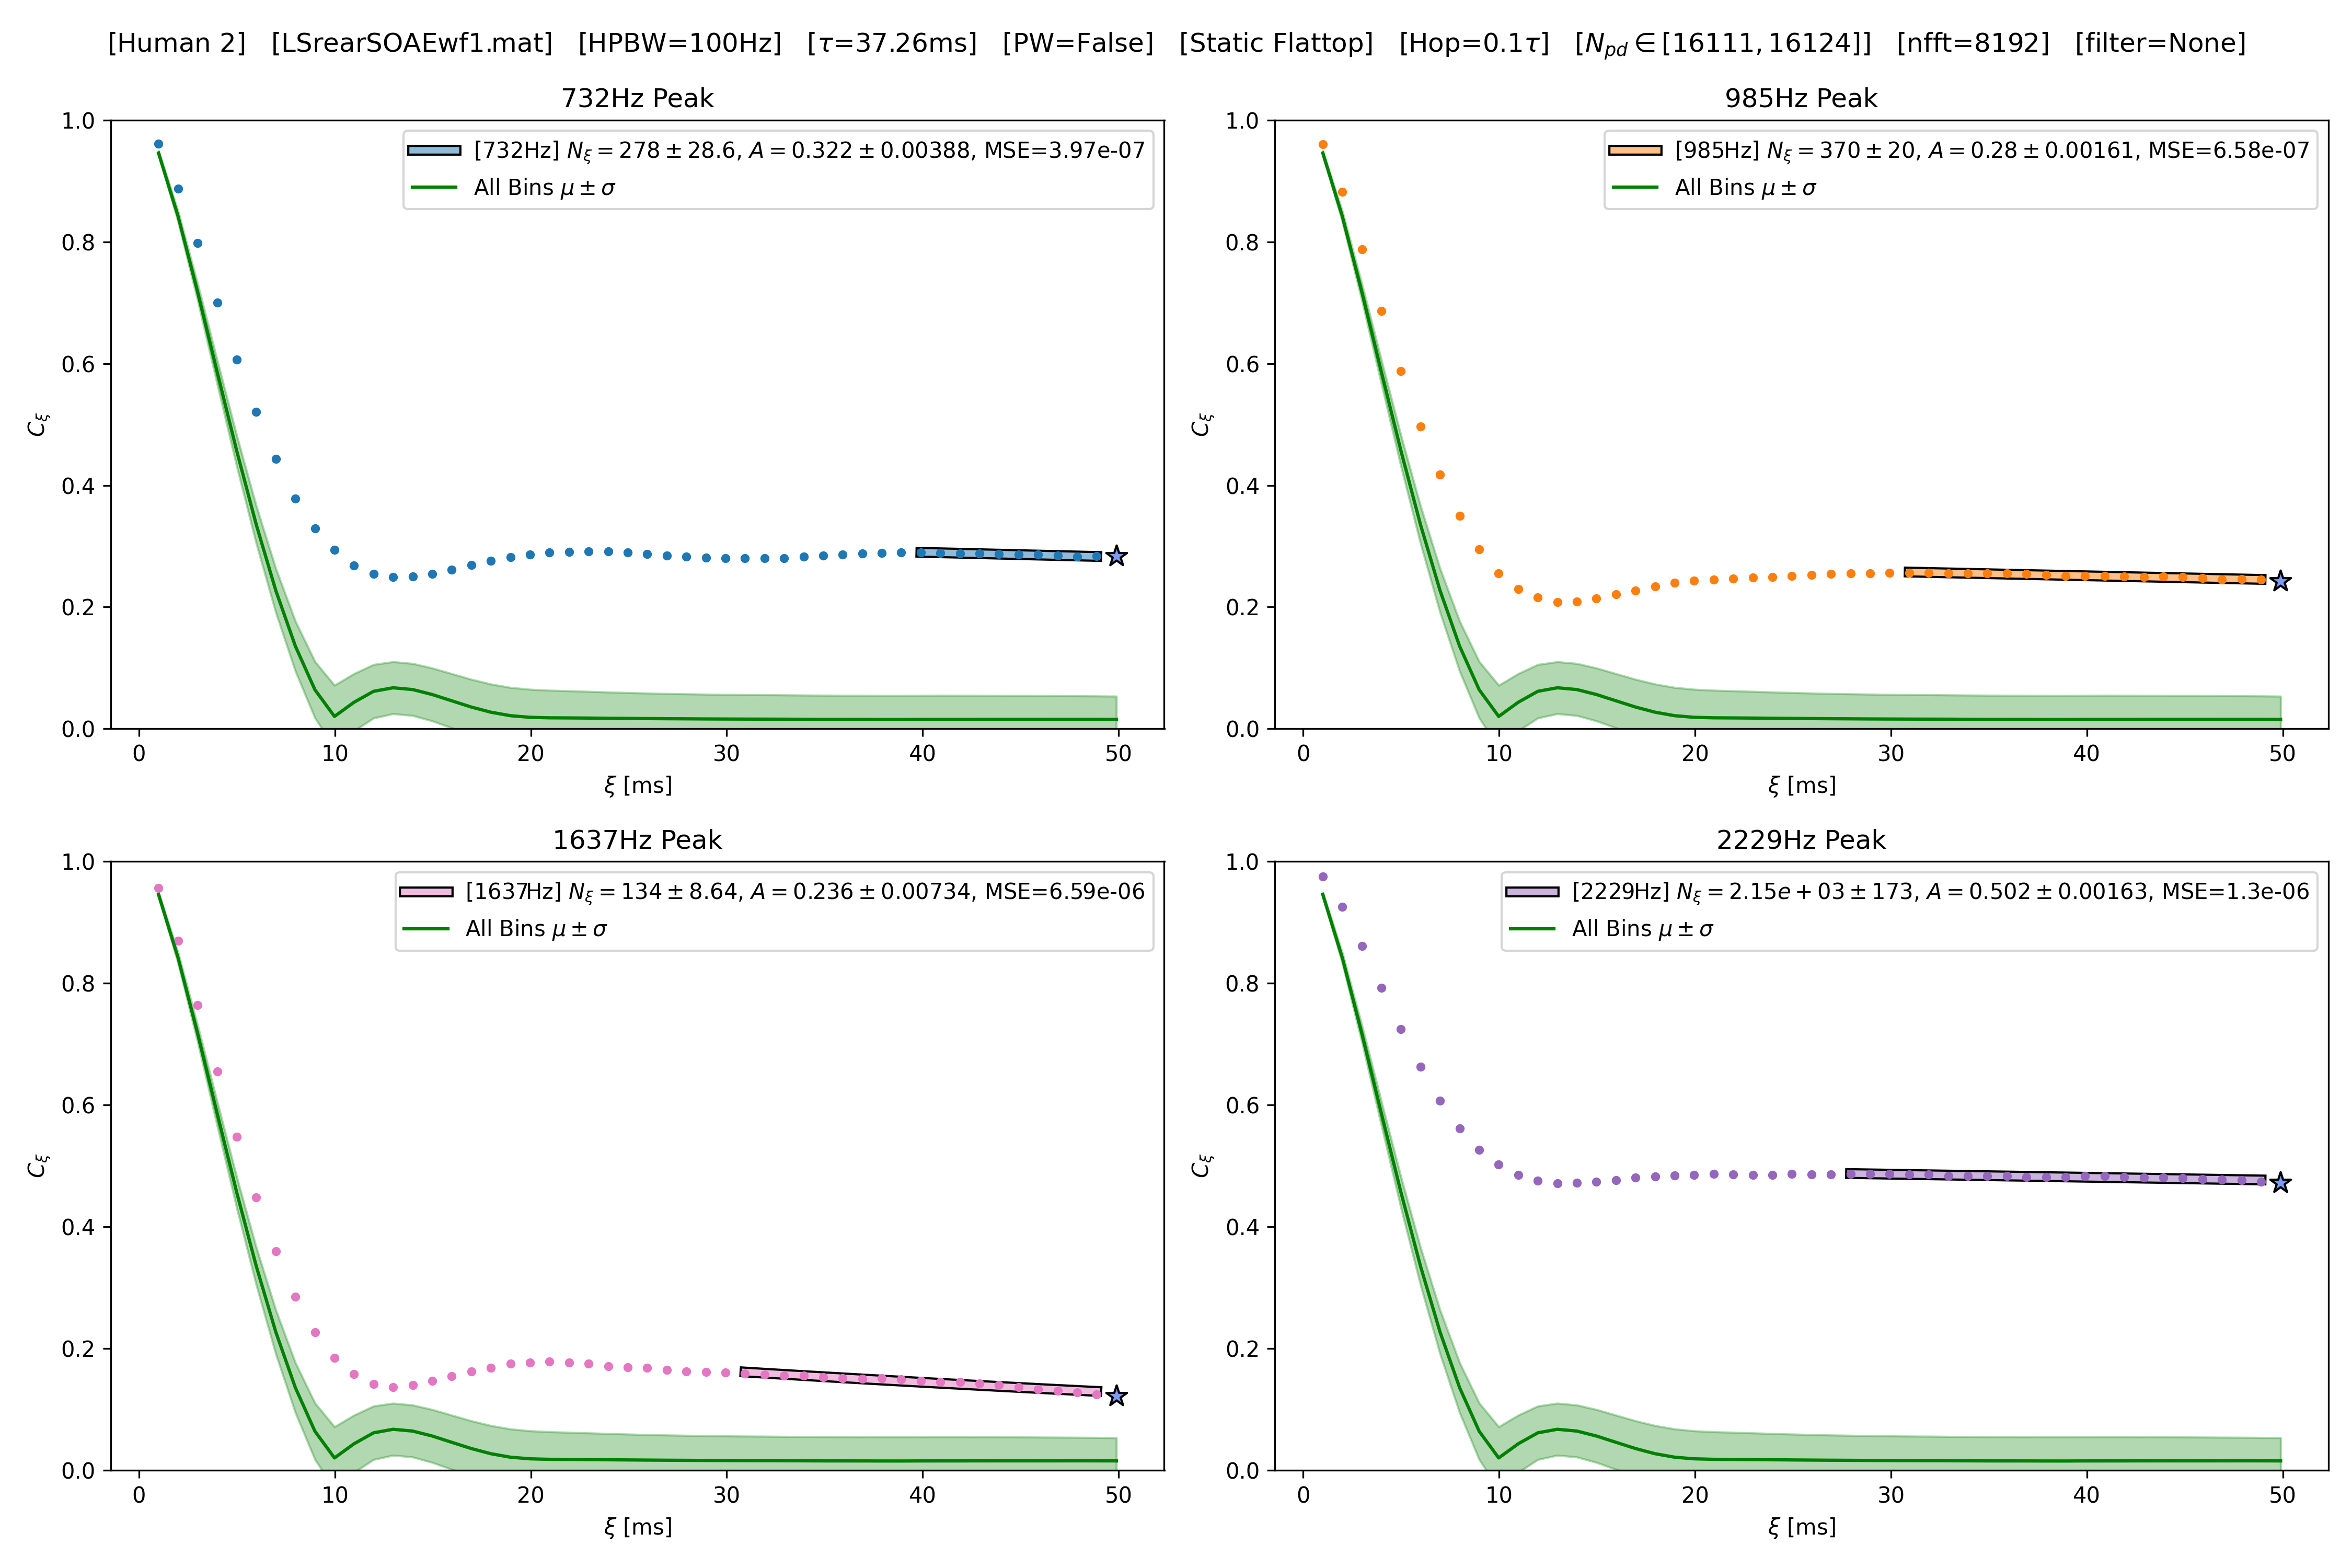 [Human 2] [LSrearSOAEwf1.mat] [HPBW=100Hz] [τ=37.26ms] [PW=False] [Static Flattop] [Hop=0.1τ] [N_pd ∈ [16111, 16124]] [nfft=8192] [filter=None]
732Hz Peak
[732Hz] N_ξ = 278 ± 28.6, A = 0.322 ± 0.00388, MSE=3.97e-07
All Bins μ ± σ
1.0
0.8
0.6
0.4
0.2
0.0
C_ξ
0 10 20 30 40 50
ξ [ms]
985Hz Peak
[985Hz] N_ξ = 370 ± 20, A = 0.28 ± 0.00161, MSE=6.58e-07
All Bins μ ± σ
1.0
0.8
0.6
0.4
0.2
0.0
C_ξ
0 10 20 30 40 50
ξ [ms]
1637Hz Peak
[1637Hz] N_ξ = 134 ± 8.64, A = 0.236 ± 0.00734, MSE=6.59e-06
All Bins μ ± σ
1.0
0.8
0.6
0.4
0.2
0.0
C_ξ
0 10 20 30 40 50
ξ [ms]
2229Hz Peak
[2229Hz] N_ξ = 2.15e + 03 ± 173, A = 0.502 ± 0.00163, MSE=1.3e-06
All Bins μ ± σ
1.0
0.8
0.6
0.4
0.2
0.0
C_ξ
0 10 20 30 40 50
ξ [ms]